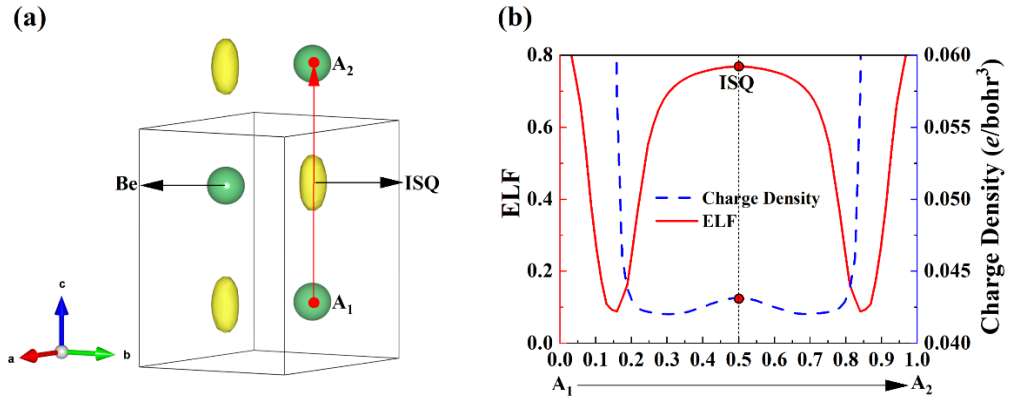 (a)
A2
Be
ISQ
A1
c
a
b
(b)
0.8
0.6
0.4
0.2
0.0
ELF
ISQ
Charge Density
ELF
0.060
0.055
0.050
0.045
0.040
Charge Density (e/bohr³)
0.0 0.1 0.2 0.3 0.4 0.5 0.6 0.7 0.8 0.9 1.0
A1 A2